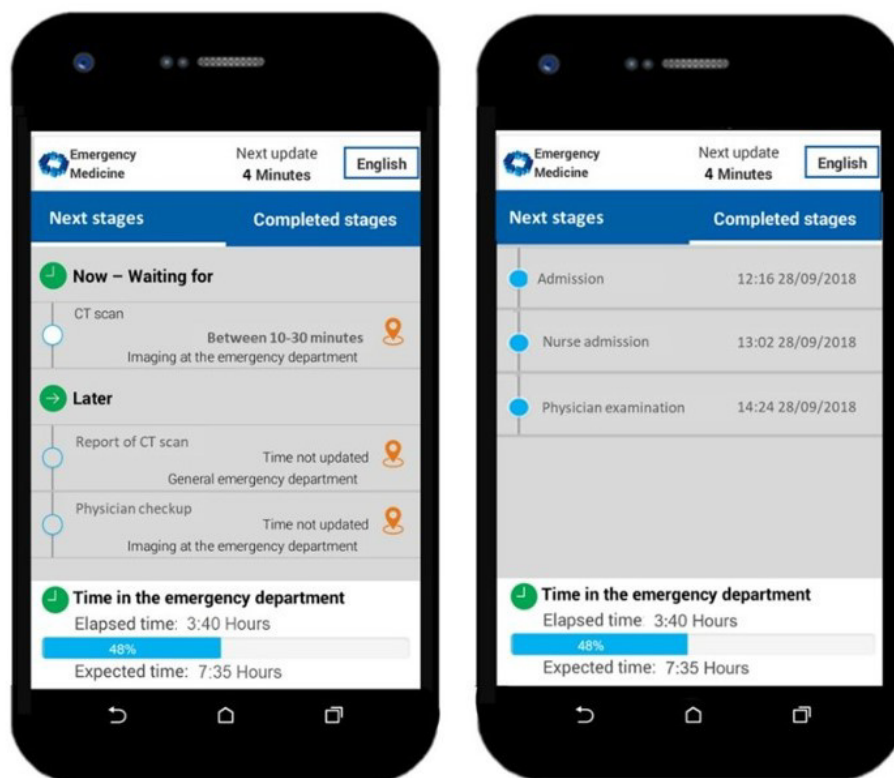 Emergency
Medicine
Next update
4 Minutes
English
Next stages
Completed stages
Now – Waiting for
CT scan
Between 10-30 minutes
Imaging at the emergency department
Later
Report of CT scan
Time not updated
General emergency department
Physician checkup
Time not updated
Imaging at the emergency department
Time in the emergency department
Elapsed time: 3:40 Hours
48%
Expected time: 7:35 Hours
Emergency
Medicine
Next update
4 Minutes
English
Next stages
Completed stages
Admission 12:16 28/09/2018
Nurse admission 13:02 28/09/2018
Physician examination 14:24 28/09/2018
Time in the emergency department
Elapsed time: 3:40 Hours
48%
Expected time: 7:35 Hours